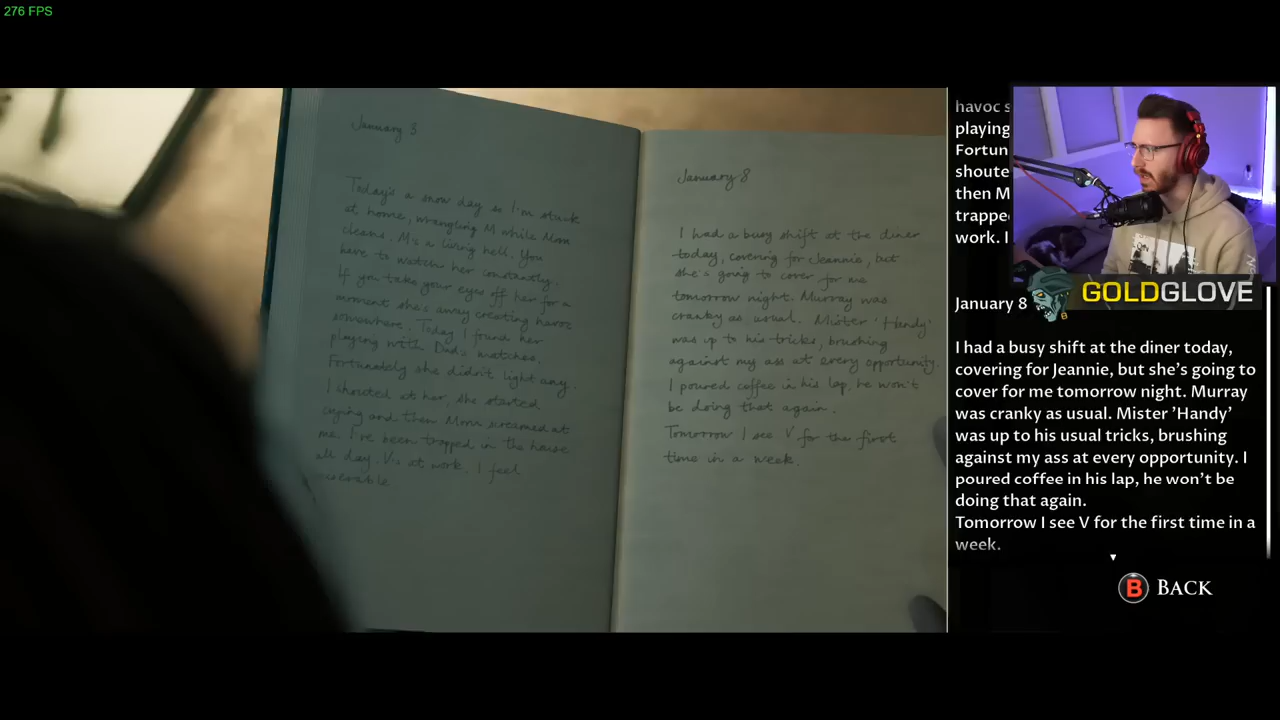 276 FPS
January 3
Today's a snow day so I'm stuck
at home, wrangling M while Mom
cleans. M's a living hell. You
have to watch her constantly.
If you take your eyes off her for a
moment she's away creating havoc
somewhere. Today I found her
playing with Dad's matches.
Fortunately she didn't light any.
I shouted at her, she started
crying and then Mom screamed at
me. I've been trapped in the house
all day. V's at work. I feel
miserable
January 8
I had a busy shift at the diner
today, covering for Jeannie, but
she's going to cover for me
tomorrow night. Murray was
cranky as usual. Mister 'Handy'
was up to his tricks, brushing
against my ass at every opportunity.
I poured coffee in his lap, he won't
be doing that again.
Tomorrow I see V for the first
time in a week.
havoc s
playing
Fortun
shoute
then M
trapped
work. I
GOLDGLOVE
January 8
I had a busy shift at the diner today,
covering for Jeannie, but she's going to
cover for me tomorrow night. Murray
was cranky as usual. Mister 'Handy'
was up to his usual tricks, brushing
against my ass at every opportunity. I
poured coffee in his lap, he won't be
doing that again.
Tomorrow I see V for the first time in a
week.
B BACK